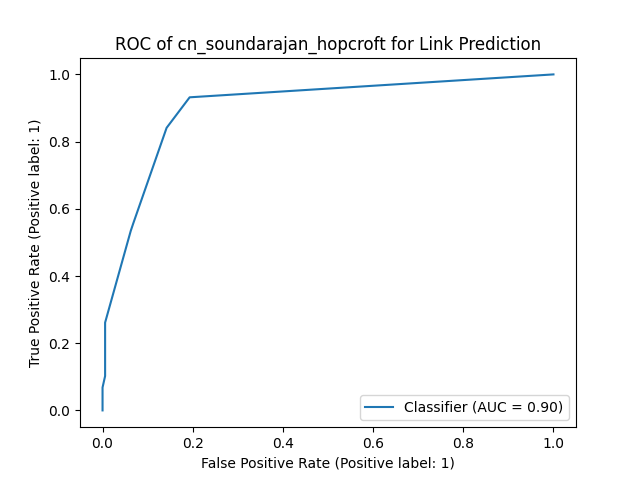 ROC of cn_soundarajan_hopcroft for Link Prediction
True Positive Rate (Positive label: 1)
1.0
0.8
0.6
0.4
0.2
0.0
Classifier (AUC = 0.90)
0.0 0.2 0.4 0.6 0.8 1.0
False Positive Rate (Positive label: 1)